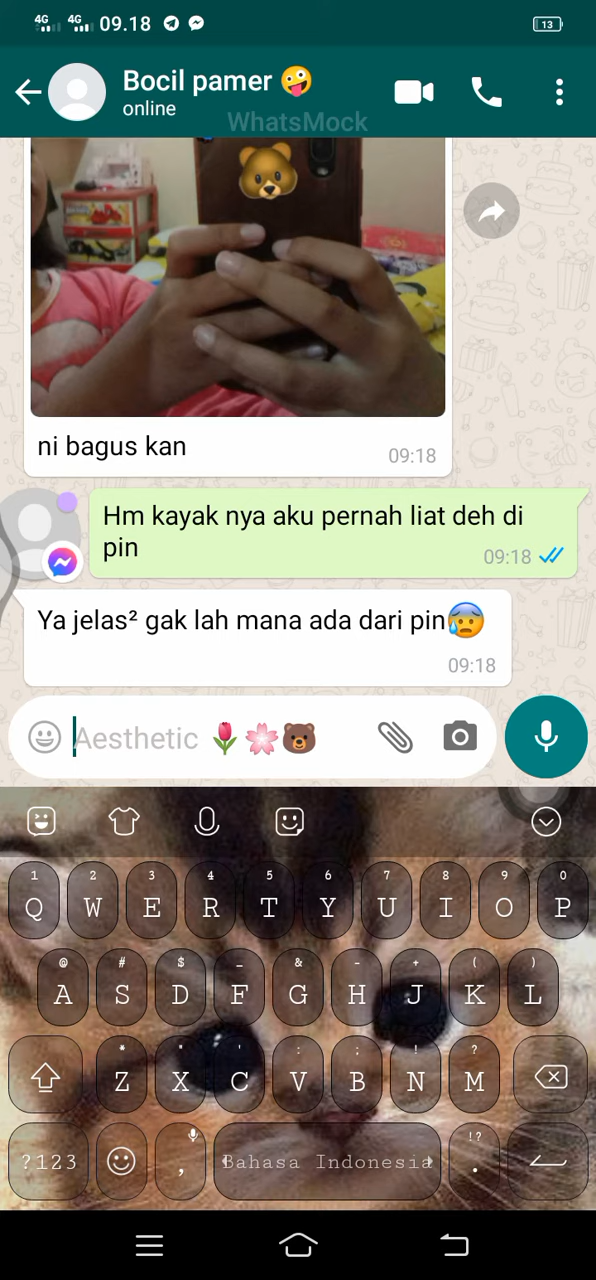 4G 4G 09.18 13
Bocil pamer 🤪
online
WhatsMock
ni bagus kan
09:18
Hm kayak nya aku pernah liat deh di
pin
09:18
Ya jelas² gak lah mana ada dari pin😰
09:18
Aesthetic 🌷🌸🐻
1 2 3 4 5 6 7 8 9 0
Q W E R T Y U I O P
@ # $ _ & - + ( )
A S D F G H J K L
* " ' : ; ! ?
Z X C V B N M
!?
?123 , Bahasa Indonesia .